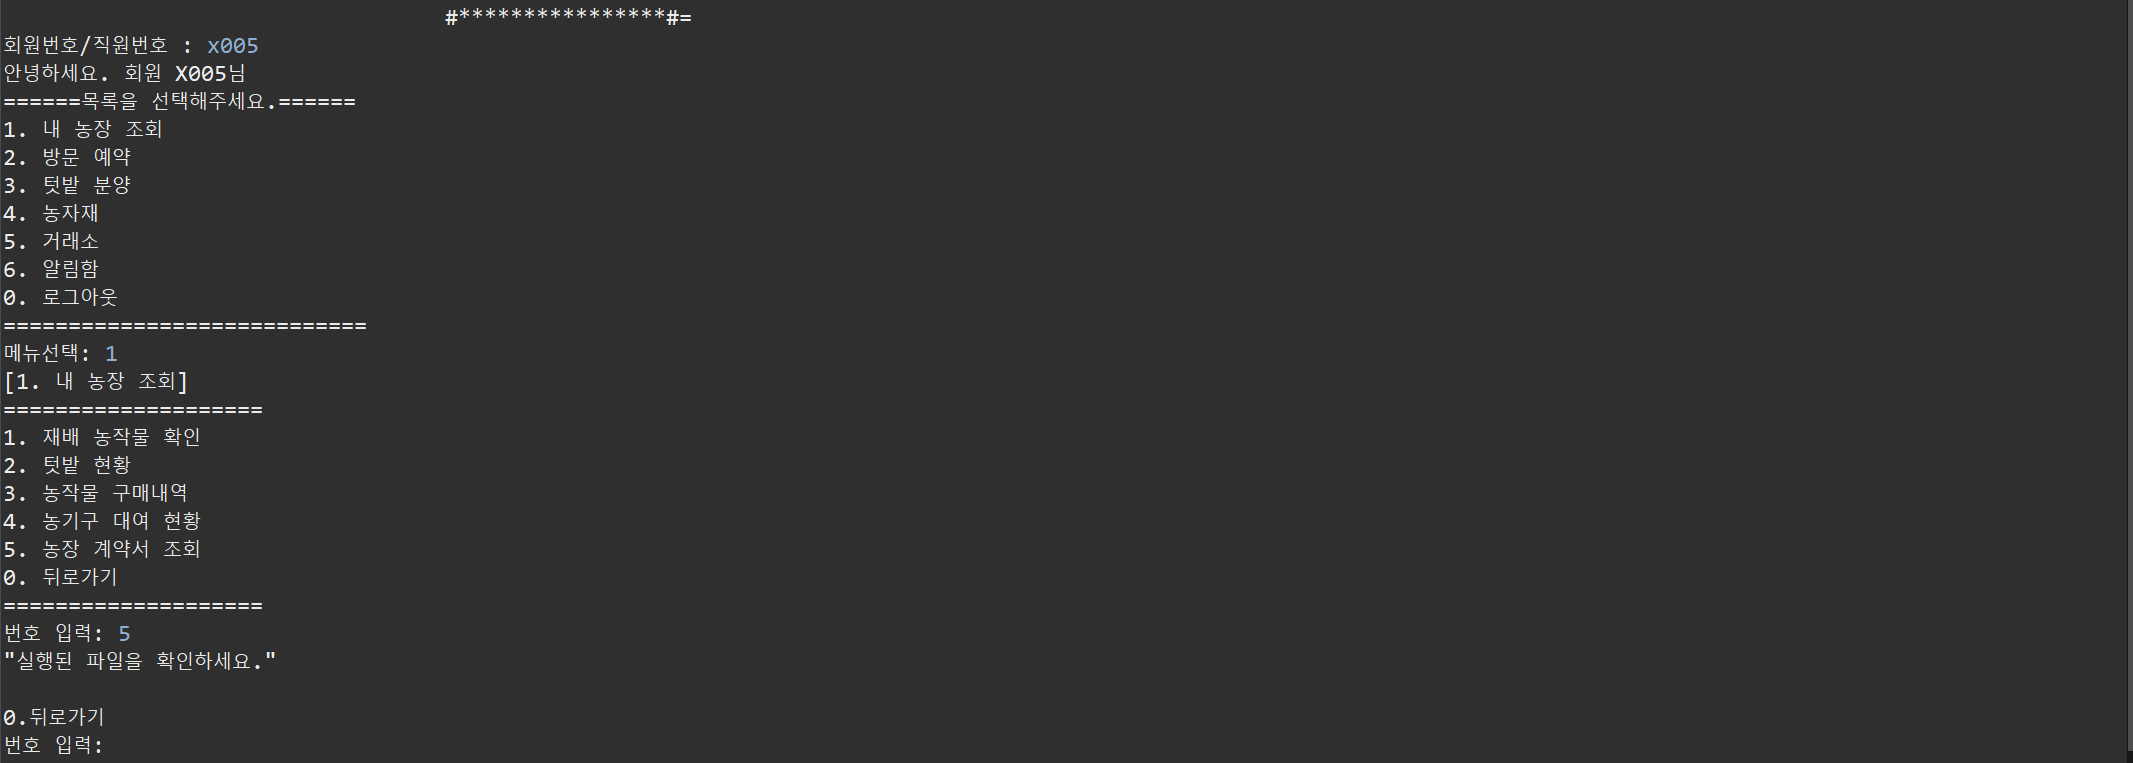 #****************#=
회원번호/직원번호 : x005
안녕하세요. 회원 X005님
======목록을 선택해주세요.======
1. 내 농장 조회
2. 방문 예약
3. 텃밭 분양
4. 농자재
5. 거래소
6. 알림함
0. 로그아웃
============================
메뉴선택: 1
[1. 내 농장 조회]
====================
1. 재배 농작물 확인
2. 텃밭 현황
3. 농작물 구매내역
4. 농기구 대여 현황
5. 농장 계약서 조회
0. 뒤로가기
====================
번호 입력: 5
"실행된 파일을 확인하세요."
0.뒤로가기
번호 입력: